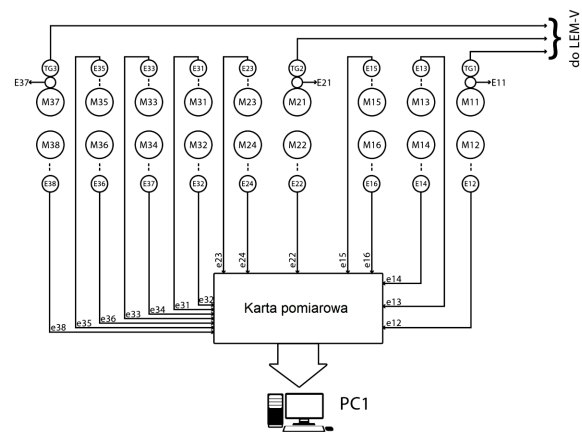 do LEM-V
TG3 E35 E33 E31 E23 TG2 E15 E13 TG1
E37 E21 E11
M37 M35 M33 M31 M23 M21 M15 M13 M11
M38 M36 M34 M32 M24 M22 M16 M14 M12
E38 E36 E37 E32 E24 E22 E16 E14 E12
e23 e24 e22 e15 e16
e14
e32 e13
e31
e34
e33
e36 e12
e35
e38
Karta pomiarowa
PC1